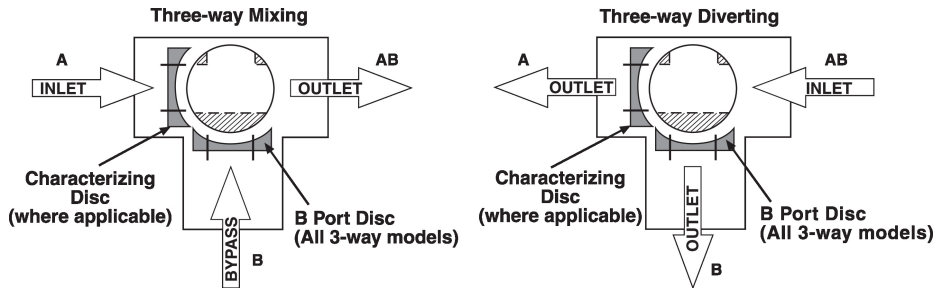 Three-way Mixing
A
AB
INLET
OUTLET
Characterizing
Disc
(where applicable)
B Port Disc
(All 3-way models)
BYPASS
B
Three-way Diverting
A
AB
OUTLET
INLET
Characterizing
Disc
(where applicable)
OUTLET
B Port Disc
(All 3-way models)
B